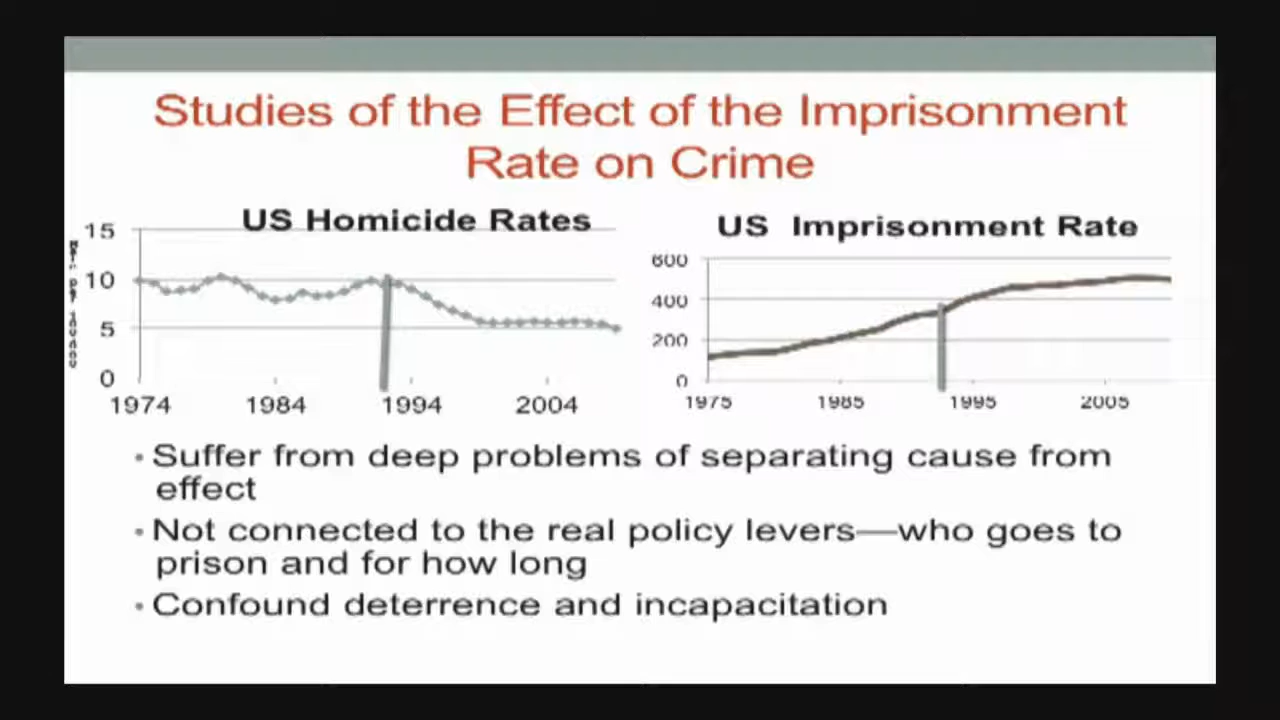 Studies of the Effect of the Imprisonment
Rate on Crime
US Homicide Rates
15
10
5
0
1974 1984 1994 2004
US Imprisonment Rate
600
400
200
0
1975 1985 1995 2005
• Suffer from deep problems of separating cause from
effect
• Not connected to the real policy levers—who goes to
prison and for how long
• Confound deterrence and incapacitation